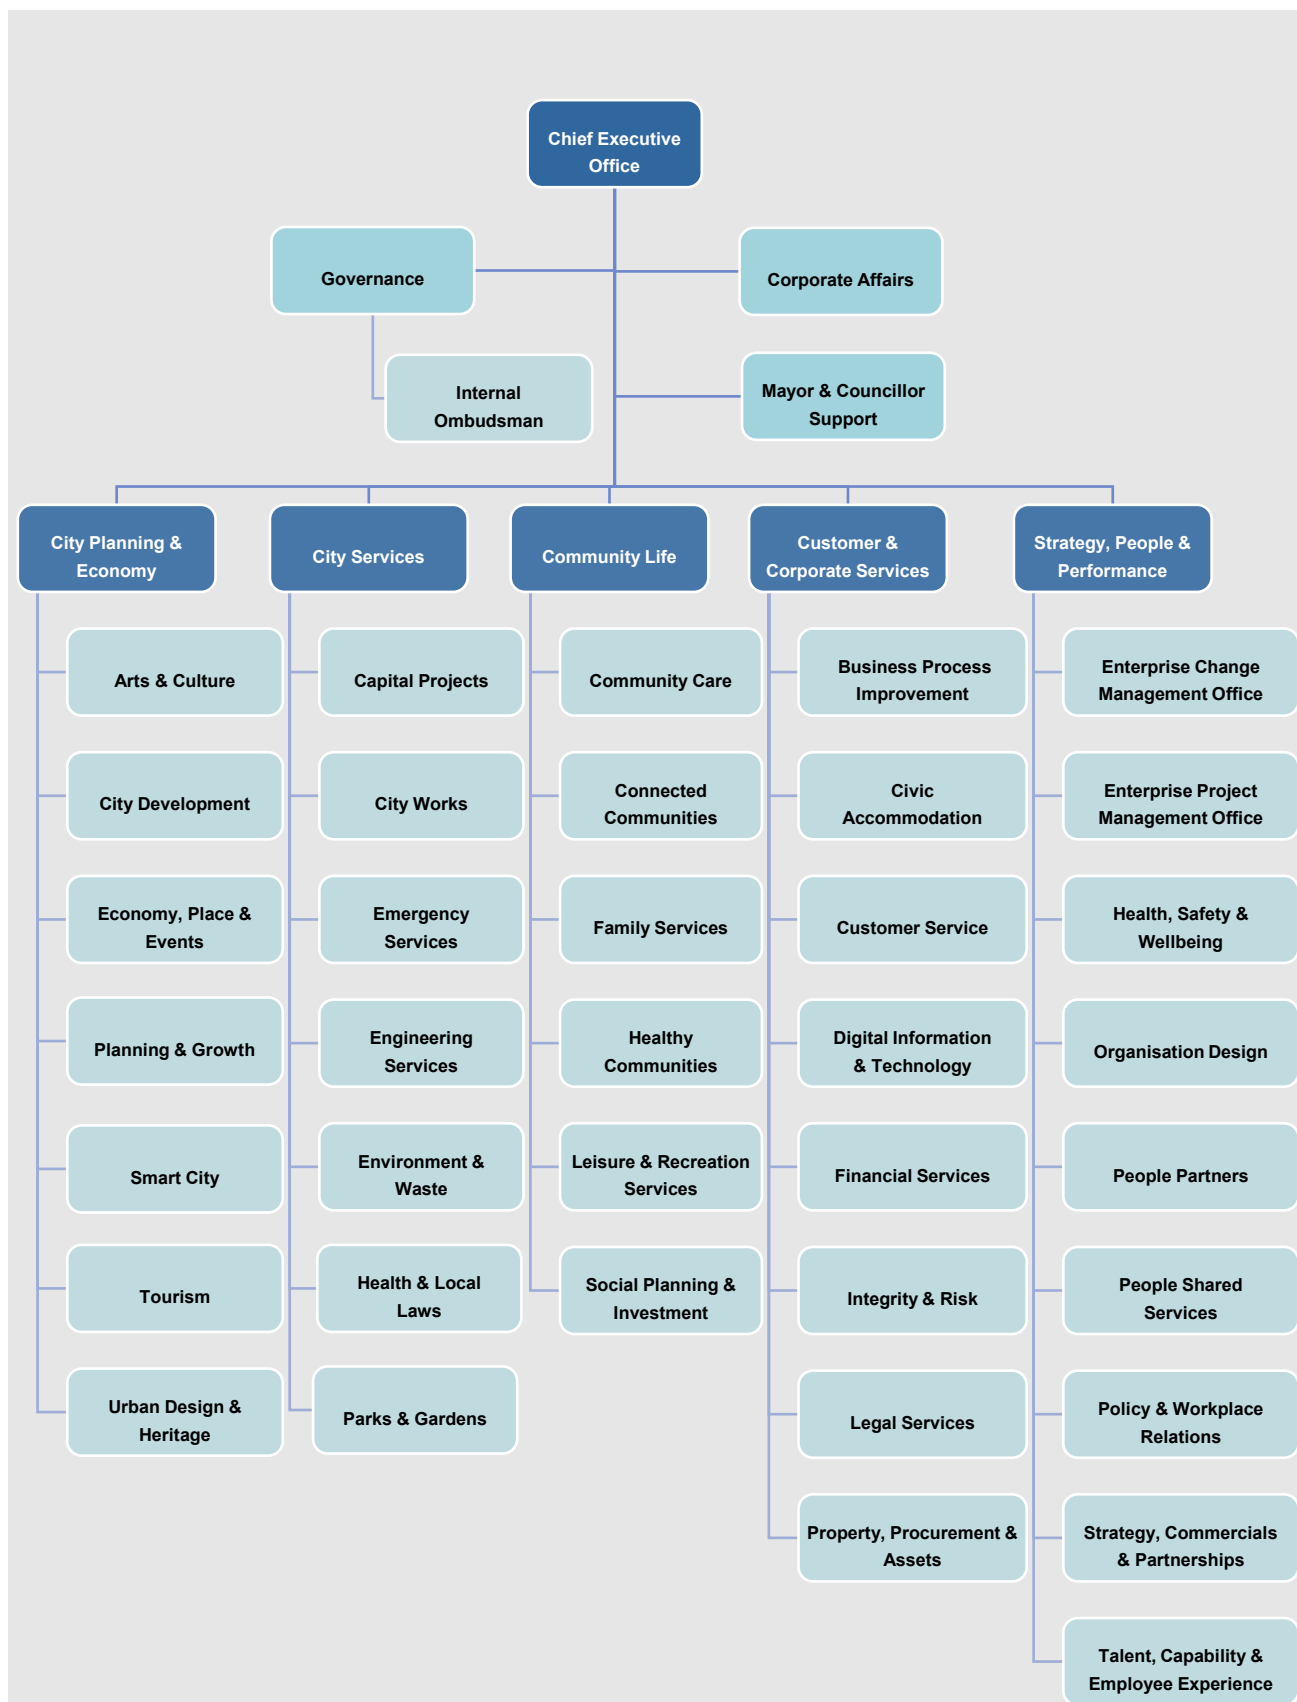 Chief Executive
Office
Governance
Corporate Affairs
Internal
Ombudsman
Mayor & Councillor
Support
City Planning &
Economy
City Services
Community Life
Customer &
Corporate Services
Strategy, People &
Performance
Arts & Culture
City Development
Economy, Place &
Events
Planning & Growth
Smart City
Tourism
Urban Design &
Heritage
Capital Projects
City Works
Emergency
Services
Engineering
Services
Environment &
Waste
Health & Local
Laws
Parks & Gardens
Community Care
Connected
Communities
Family Services
Healthy
Communities
Leisure & Recreation
Services
Social Planning &
Investment
Business Process
Improvement
Civic
Accommodation
Customer Service
Digital Information
& Technology
Financial Services
Integrity & Risk
Legal Services
Property, Procurement &
Assets
Enterprise Change
Management Office
Enterprise Project
Management Office
Health, Safety &
Wellbeing
Organisation Design
People Partners
People Shared
Services
Policy & Workplace
Relations
Strategy, Commercials
& Partnerships
Talent, Capability &
Employee Experience